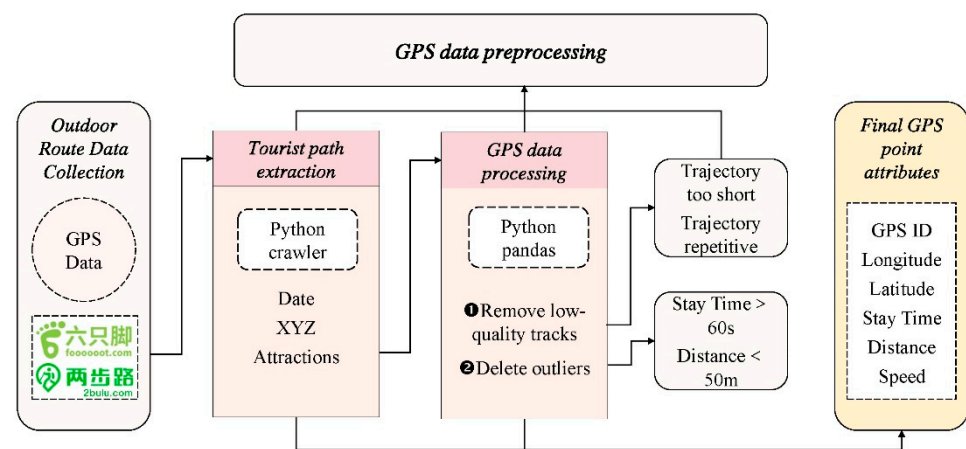 GPS data preprocessing
Outdoor
Route Data
Collection
GPS
Data
六只脚
foooooot.com
两步路
2bulu.com
Tourist path
extraction
Python
crawler
Date
XYZ
Attractions
GPS data
processing
Python
pandas
❶Remove low-
quality tracks
❷Delete outliers
Trajectory
too short
Trajectory
repetitive
Stay Time >
60s
Distance <
50m
Final GPS
point
attributes
GPS ID
Longitude
Latitude
Stay Time
Distance
Speed